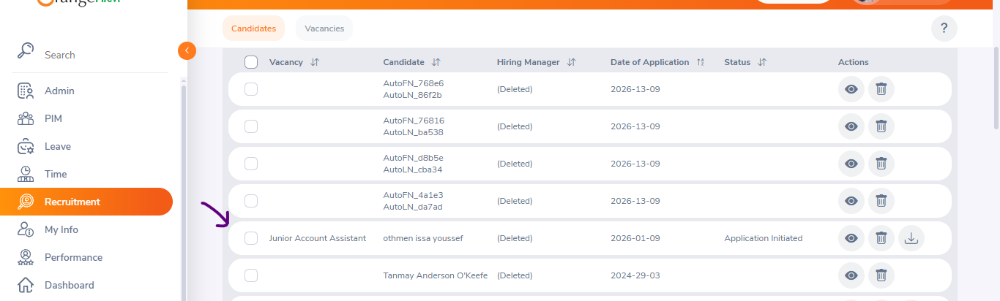 OrangeHRM
Candidates
Vacancies
?
Search
Admin
PIM
Leave
Time
Recruitment
My Info
Performance
Dashboard
Vacancy Candidate Hiring Manager Date of Application Status Actions
AutoFN_768e6
AutoLN_86f2b
(Deleted) 2026-13-09
AutoFN_76816
AutoLN_ba538
(Deleted) 2026-13-09
AutoFN_d8b5e
AutoLN_cba34
(Deleted) 2026-13-09
AutoFN_4a1e3
AutoLN_da7ad
(Deleted) 2026-13-09
Junior Account Assistant othmen issa youssef (Deleted) 2026-01-09 Application Initiated
Tanmay Anderson O'Keefe (Deleted) 2024-29-03